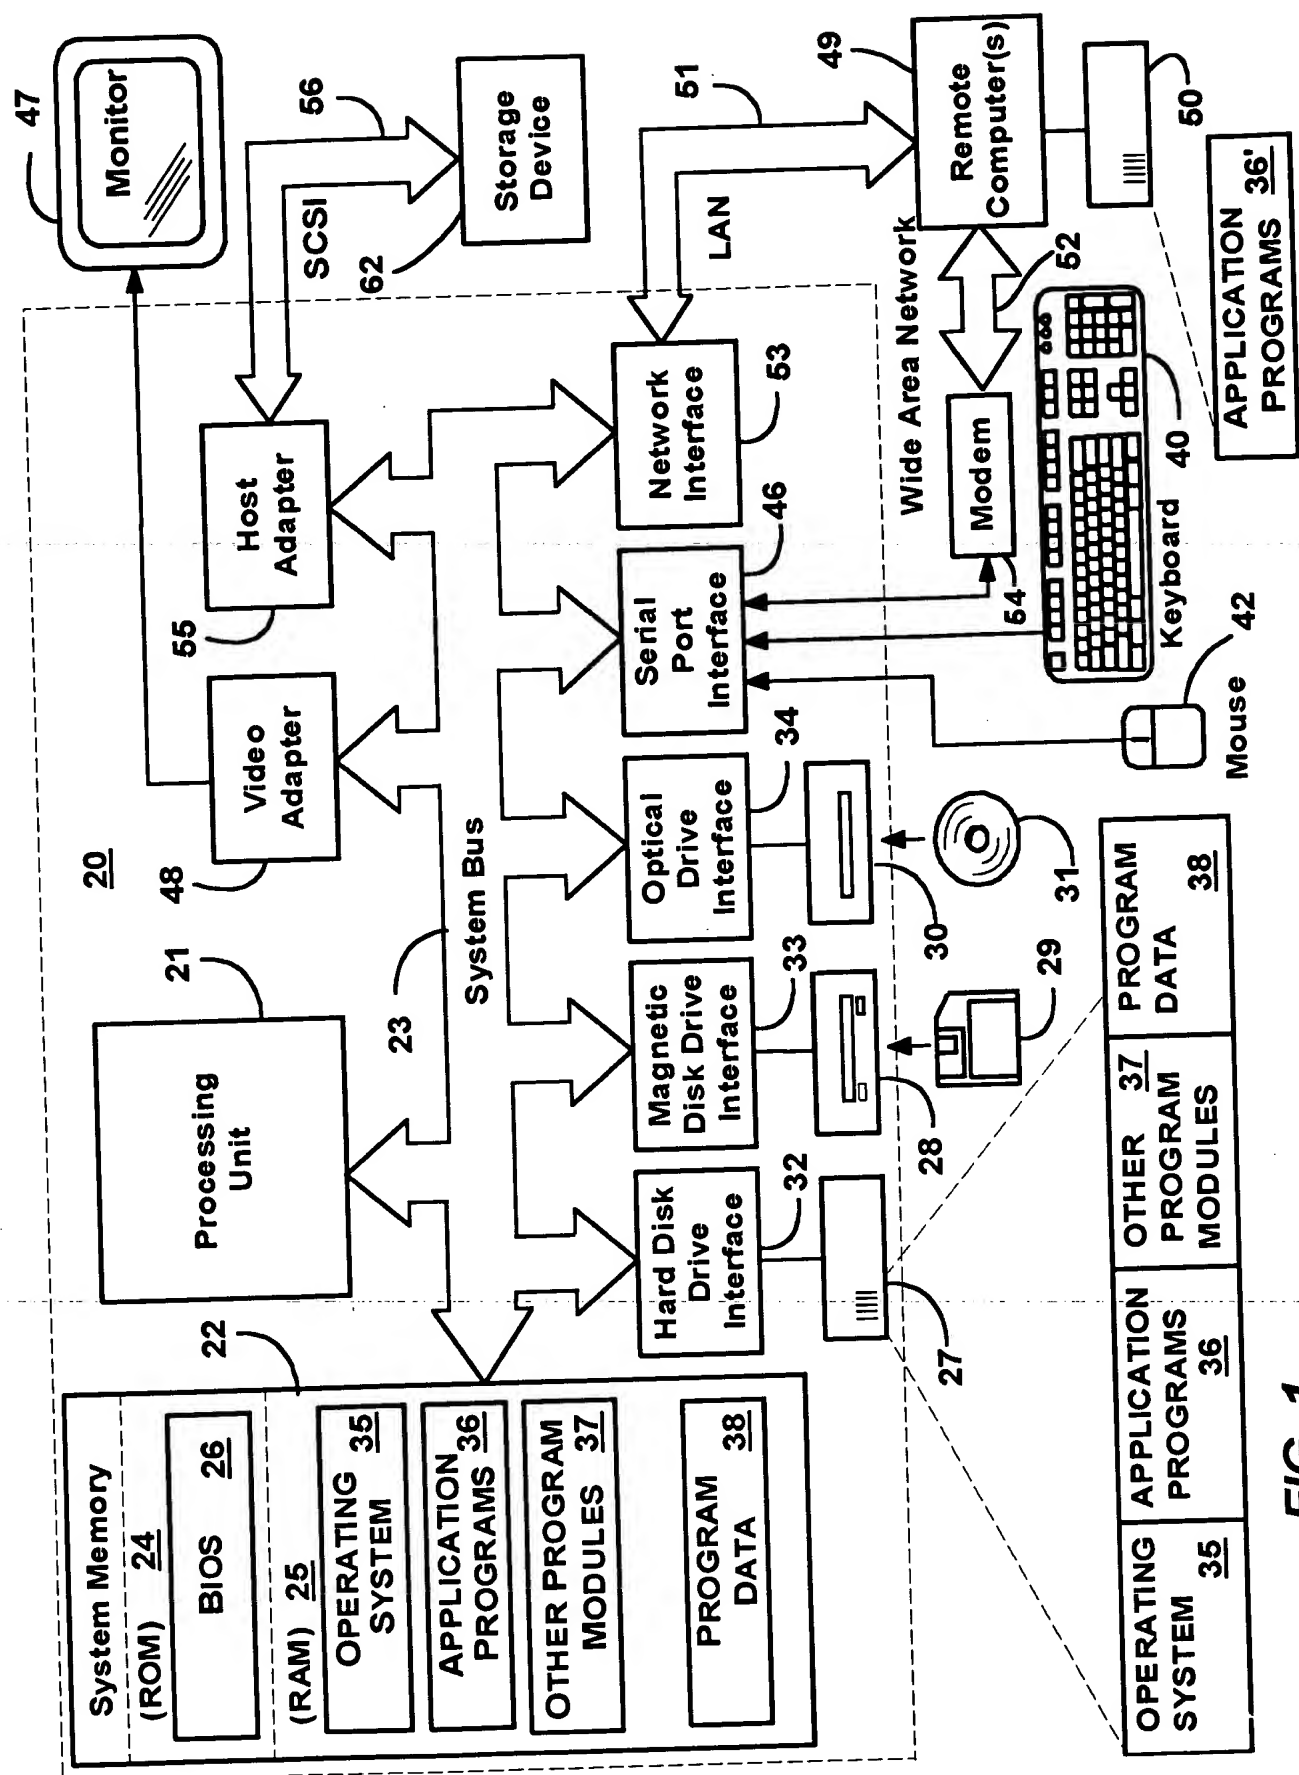 System Memory
(ROM) 24
BIOS 26
(RAM) 25
OPERATING
SYSTEM 35
APPLICATION
PROGRAMS 36
OTHER PROGRAM
MODULES 37
PROGRAM
DATA 38
22
Processing
Unit
21
20
Video
Adapter
48
Host
Adapter
55
Monitor
47
SCSI
56
Storage
Device
62
23
System Bus
Hard Disk
Drive
Interface
32
Magnetic
Disk Drive
Interface
33
Optical
Drive
Interface
34
Serial
Port
Interface
46
Network
Interface
53
LAN
51
49
Remote
Computer(s)
Wide Area Network
52
Modem
54
50
27
28
29
30
31
Mouse
42
Keyboard
40
OPERATING
SYSTEM 35
APPLICATION
PROGRAMS
36
OTHER 37
PROGRAM
MODULES
PROGRAM
DATA
38
APPLICATION
PROGRAMS 36'
FIG. 1